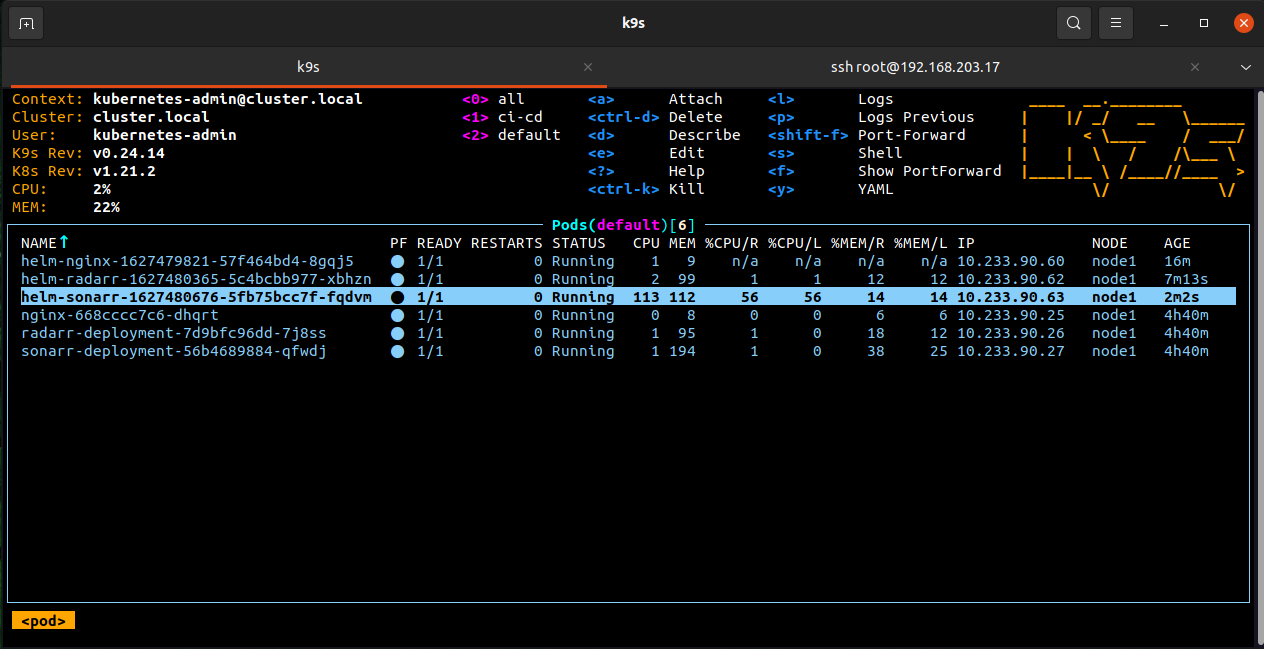 k9s
k9s ssh root@192.168.203.17
Context: kubernetes-admin@cluster.local <0> all <a> Attach <l> Logs
Cluster: cluster.local <1> ci-cd <ctrl-d> Delete <p> Logs Previous
User: kubernetes-admin <2> default <d> Describe <shift-f> Port-Forward
K9s Rev: v0.24.14 <e> Edit <s> Shell
K8s Rev: v1.21.2 <?> Help <f> Show PortForward
CPU: 2% <ctrl-k> Kill <y> YAML
MEM: 22%
Pods(default)[6]
NAME↑ PF READY RESTARTS STATUS CPU MEM %CPU/R %CPU/L %MEM/R %MEM/L IP NODE AGE
helm-nginx-1627479821-57f464bd4-8gqj5 ● 1/1 0 Running 1 9 n/a n/a n/a n/a 10.233.90.60 node1 16m
helm-radarr-1627480365-5c4bcbb977-xbhzn ● 1/1 0 Running 2 99 1 1 12 12 10.233.90.62 node1 7m13s
helm-sonarr-1627480676-5fb75bcc7f-fqdvm ● 1/1 0 Running 113 112 56 56 14 14 10.233.90.63 node1 2m2s
nginx-668cccc7c6-dhqrt ● 1/1 0 Running 0 8 0 0 6 6 10.233.90.25 node1 4h40m
radarr-deployment-7d9bfc96dd-7j8ss ● 1/1 0 Running 1 95 1 0 18 12 10.233.90.26 node1 4h40m
sonarr-deployment-56b4689884-qfwdj ● 1/1 0 Running 1 194 1 0 38 25 10.233.90.27 node1 4h40m
<pod>